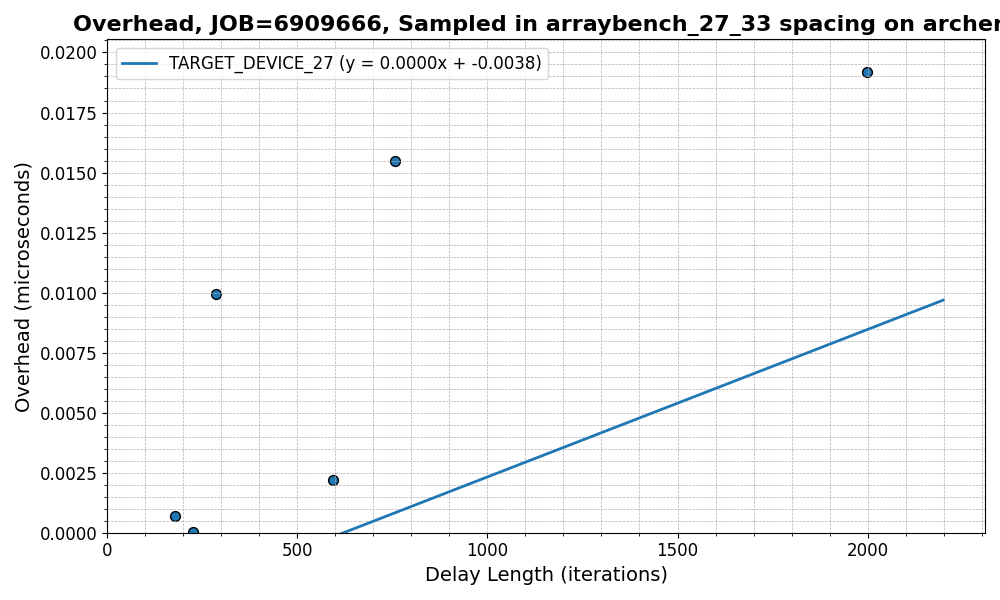 Overhead, JOB=6909666, Sampled in arraybench_27_33 spacing on archer
TARGET_DEVICE_27 (y = 0.0000x + -0.0038)
0.0200
0.0175
0.0150
0.0125
0.0100
0.0075
0.0050
0.0025
0.0000
Overhead (microseconds)
0 500 1000 1500 2000
Delay Length (iterations)